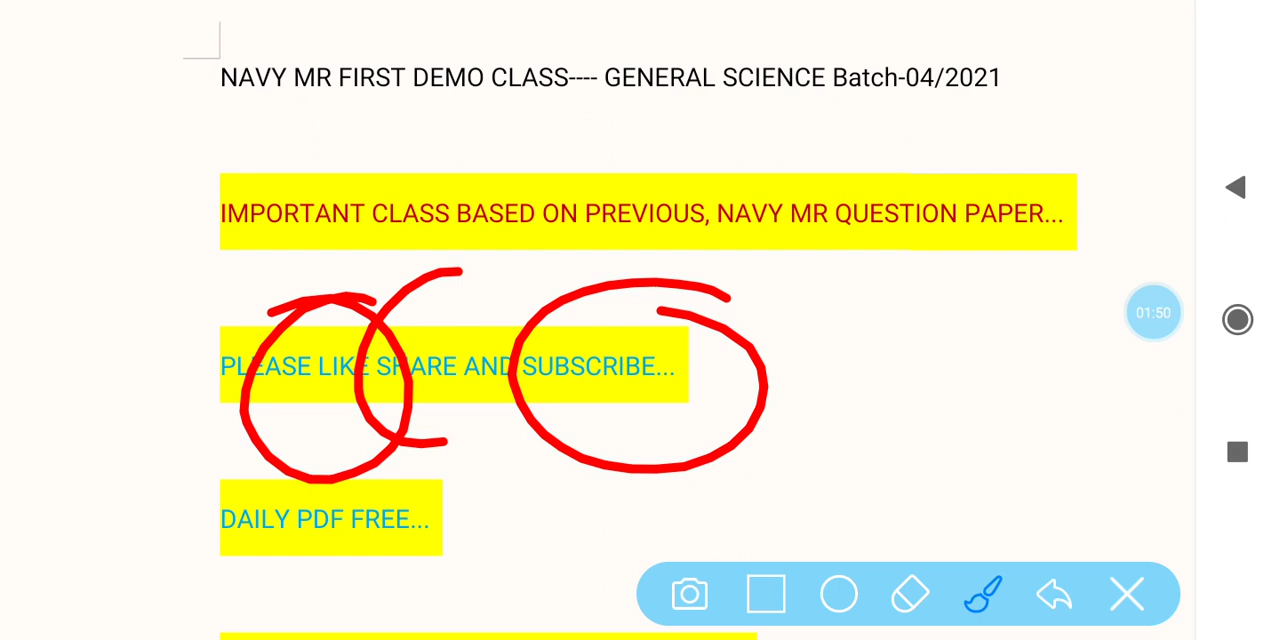 NAVY MR FIRST DEMO CLASS---- GENERAL SCIENCE Batch-04/2021
IMPORTANT CLASS BASED ON PREVIOUS, NAVY MR QUESTION PAPER...
01:50
PLEASE LIKE SHARE AND SUBSCRIBE...
DAILY PDF FREE...